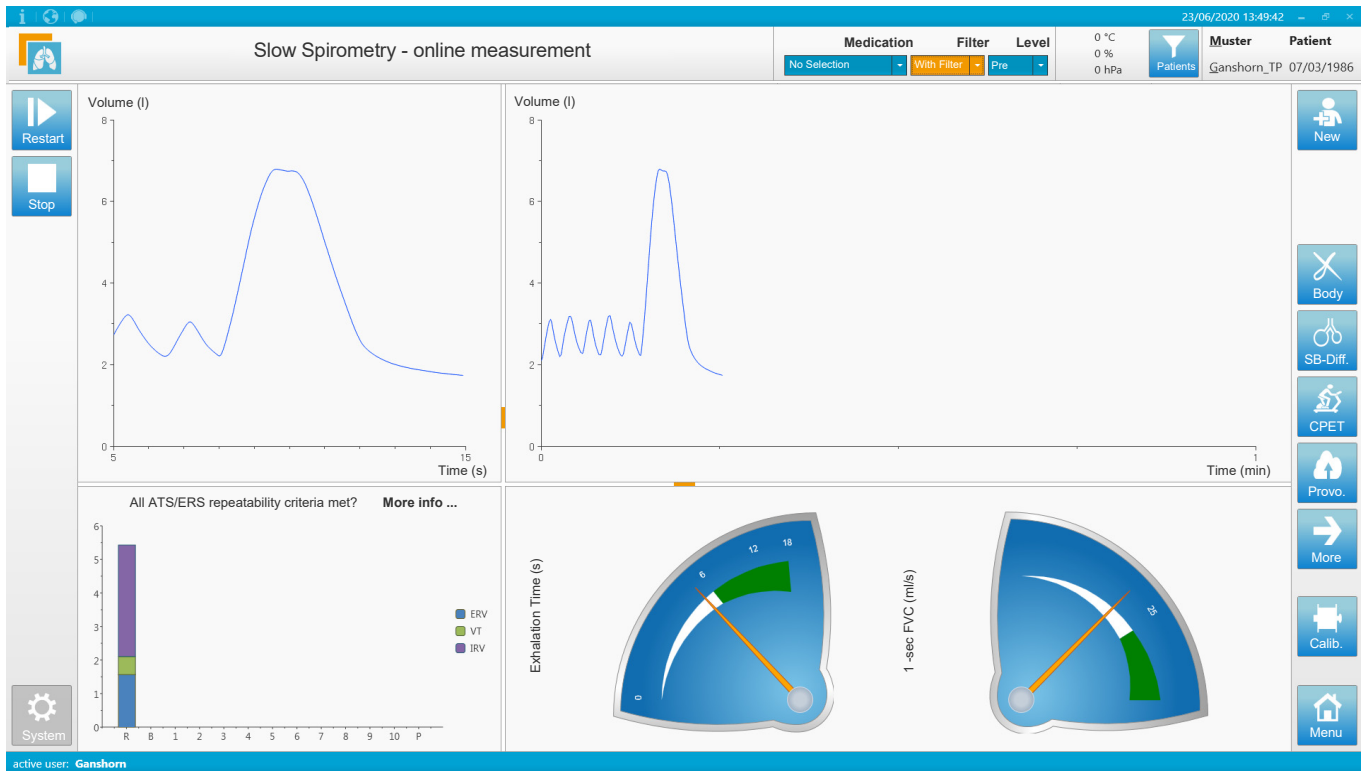 23/06/2020 13:49:42
Slow Spirometry - online measurement
Medication Filter Level
No Selection With Filter Pre
0 °C
0 %
0 hPa
Patients
Muster Patient
Ganshorn_TP 07/03/1986
Restart
Stop
System
Volume (l)
8
6
4
2
0
5 15
Time (s)
Volume (l)
8
6
4
2
0
0 1
Time (min)
All ATS/ERS repeatability criteria met? More info ...
6
5
4
3
2
1
0
R B 1 2 3 4 5 6 7 8 9 10 P
ERV
VT
IRV
Exhalation Time (s)
0 6 12 18
1 -sec FVC (ml/s)
25
New
Body
SB-Diff.
CPET
Provo.
More
Calib.
Menu
active user: Ganshorn